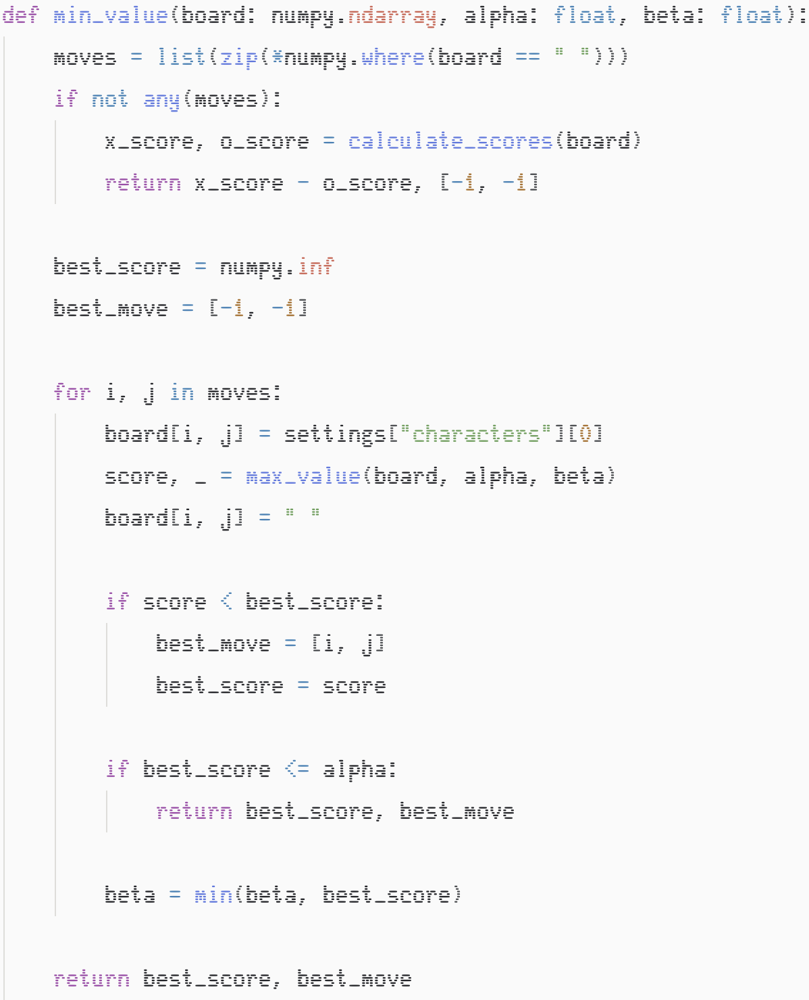 def min_value(board: numpy.ndarray, alpha: float, beta: float):
    moves = list(zip(*numpy.where(board == " ")))
    if not any(moves):
        x_score, o_score = calculate_scores(board)
        return x_score - o_score, [-1, -1]

    best_score = numpy.inf
    best_move = [-1, -1]

    for i, j in moves:
        board[i, j] = settings["characters"][0]
        score, _ = max_value(board, alpha, beta)
        board[i, j] = " "

        if score < best_score:
            best_move = [i, j]
            best_score = score

        if best_score <= alpha:
            return best_score, best_move

        beta = min(beta, best_score)

    return best_score, best_move